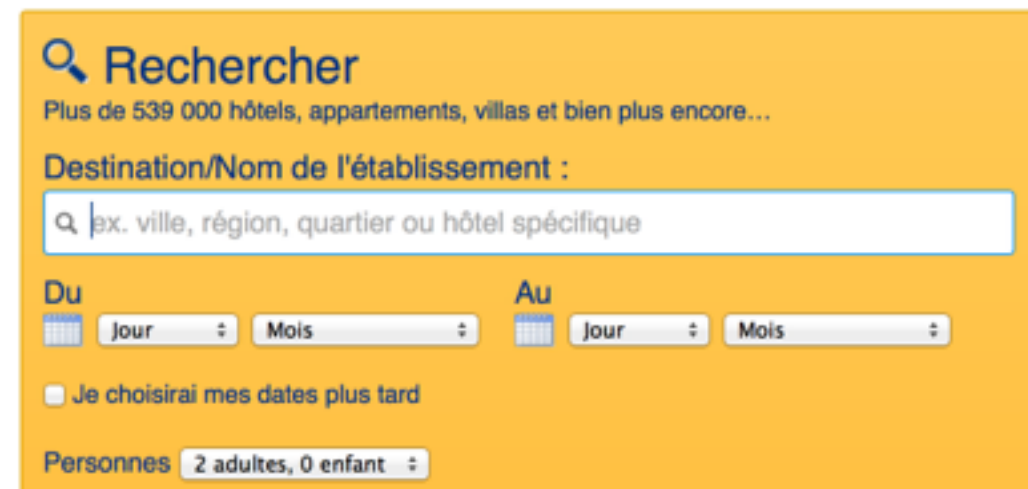 Rechercher
Plus de 539 000 hôtels, appartements, villas et bien plus encore...
Destination/Nom de l'établissement :
ex. ville, région, quartier ou hôtel spécifique
Du Au
Jour Mois Jour Mois
Je choisirai mes dates plus tard
Personnes 2 adultes, 0 enfant